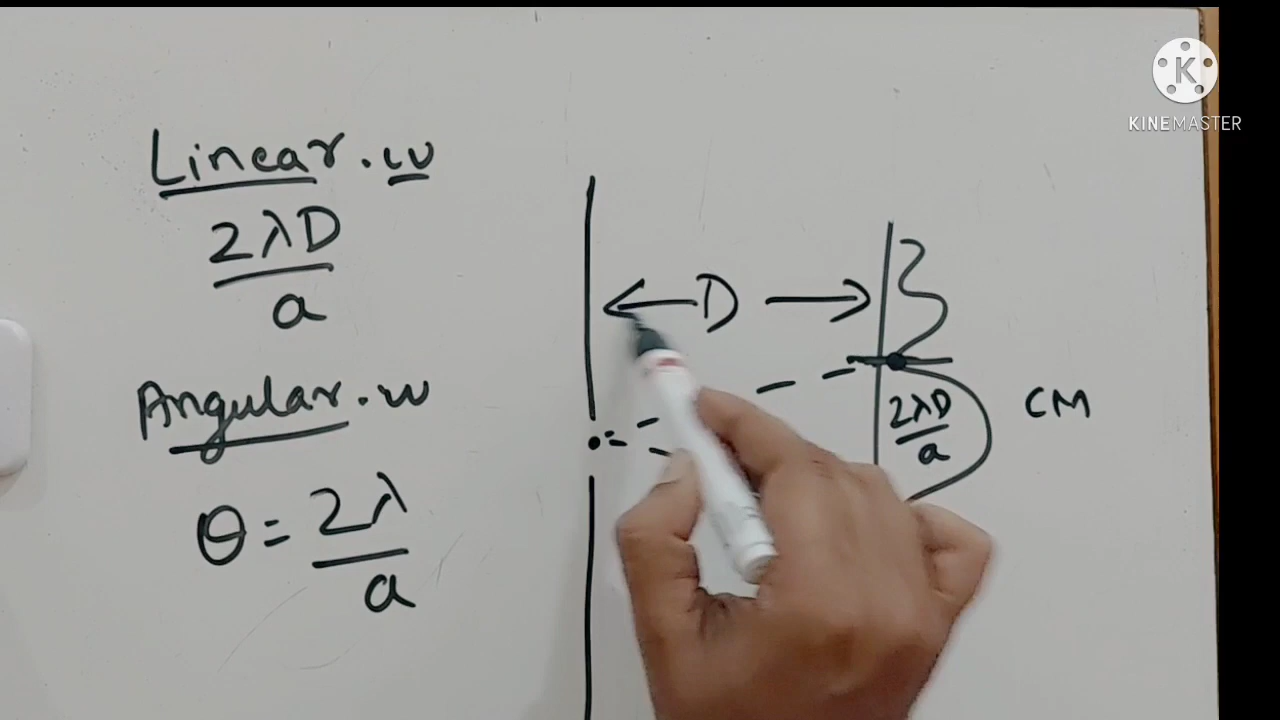 Linear.w
2λD
a
Angular.w
θ = 2λ
a
D
2λD
a
CM
K
KINEMASTER